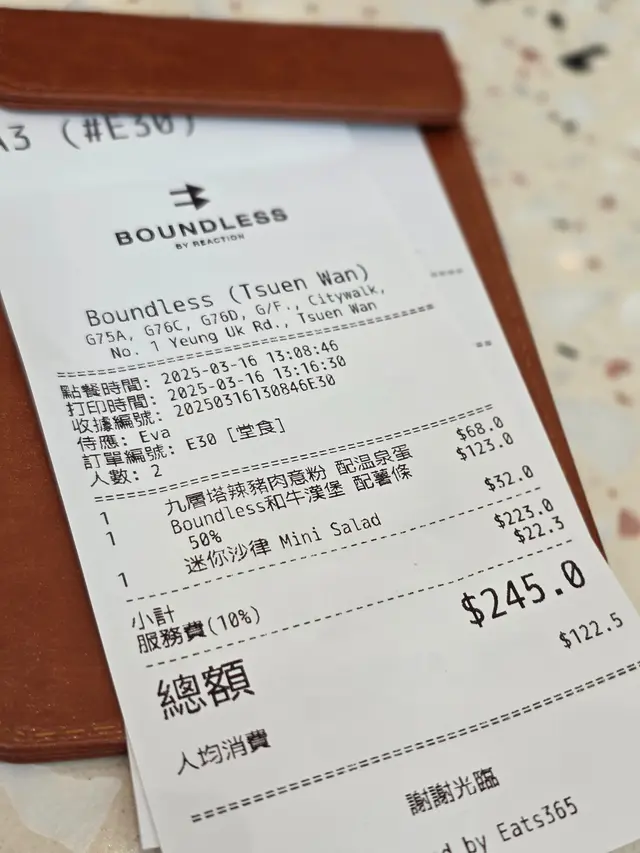 A3 (#E30)
BOUNDLESS
BY REACTION
Boundless (Tsuen Wan)
G75A, G76C, G76D, G/F., Citywalk,
No. 1 Yeung Uk Rd., Tsuen Wan
點餐時間: 2025-03-16 13:08:46
打印時間: 2025-03-16 13:16:30
收據編號: 20250316130846E30
侍應: Eva
訂單編號: E30 [堂食]
人數: 2
1 九層塔辣豬肉意粉 配溫泉蛋 $68.0
1 Boundless和牛漢堡 配薯條 $123.0
50%
1 迷你沙律 Mini Salad $32.0
小計 $223.0
服務費(10%) $22.3
總額 $245.0
人均消費 $122.5
謝謝光臨
d by Eats365